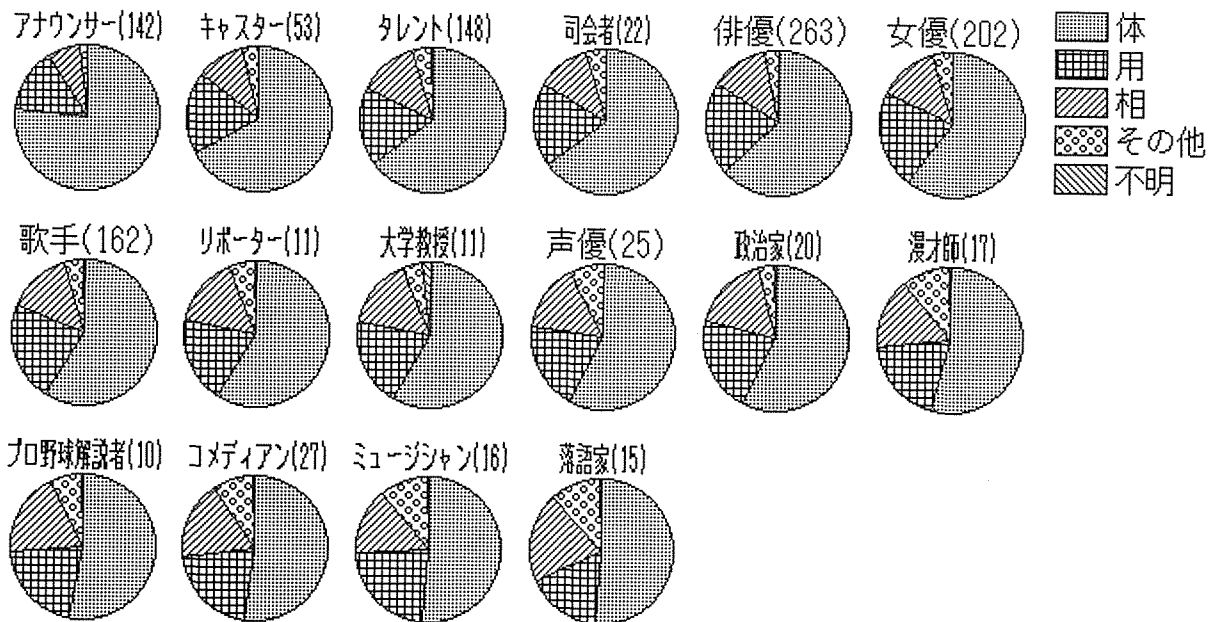 アナウンサー(142)
キャスター(53)
タレント(148)
司会者(22)
俳優(263)
女優(202)
体
用
相
その他
不明
歌手(162)
リポーター(11)
大学教授(11)
声優(25)
政治家(20)
漫才師(17)
プロ野球解説者(10)
コメディアン(27)
ミュージシャン(16)
落語家(15)